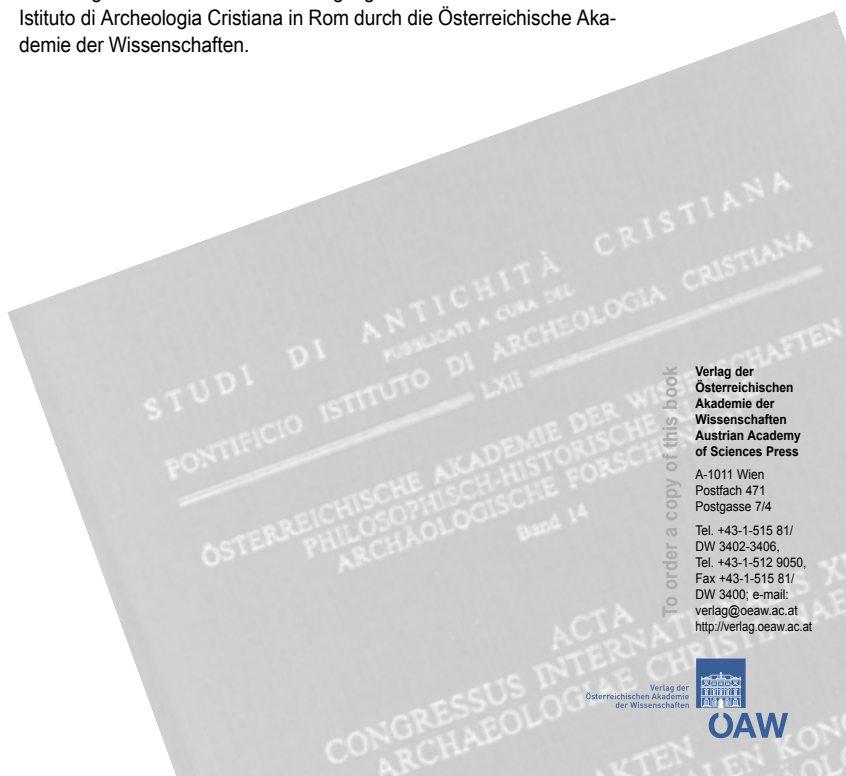 Istituto di Archeologia Cristiana in Rom durch die Österreichische Aka-
demie der Wissenschaften.
STUDI DI ANTICHITÀ CRISTIANA
PUBBLICATI A CURA DEL
PONTIFICIO ISTITUTO DI ARCHEOLOGIA CRISTIANA
LXII
ÖSTERREICHISCHE AKADEMIE DER WISSENSCHAFTEN
PHILOSOPHISCH-HISTORISCHE
ARCHÄOLOGISCHE
Band 14
ACTA
CONGRESSUS
ARCHAEOLOGIAE
AKTEN
To order a copy of this book
Verlag der
Österreichischen
Akademie der
Wissenschaften
Austrian Academy
of Sciences Press
A-1011 Wien
Postfach 471
Postgasse 7/4
Tel. +43-1-515 81/
DW 3402-3406,
Tel. +43-1-512 9050,
Fax +43-1-515 81/
DW 3400; e-mail:
verlag@oeaw.ac.at
http://verlag.oeaw.ac.at
Verlag der
Österreichischen Akademie
der Wissenschaften
ÖAW